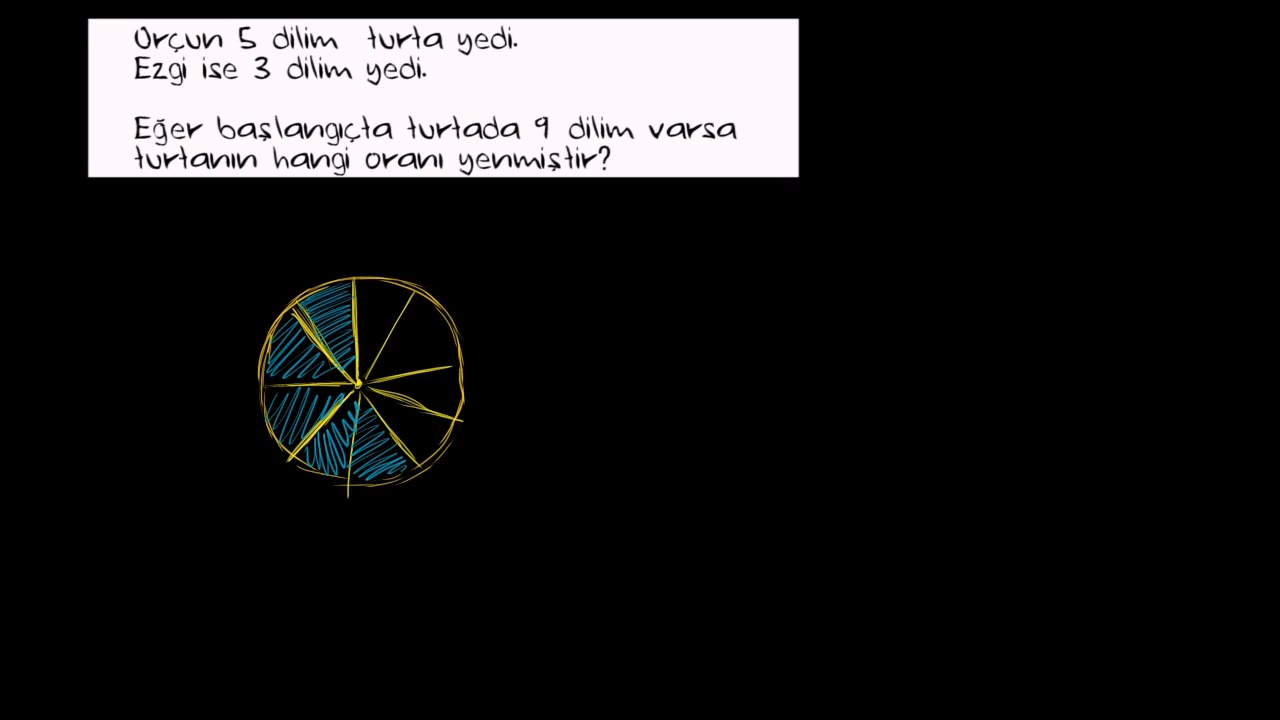 Orçun 5 dilim turta yedi.
Ezgi ise 3 dilim yedi.
Eğer başlangıçta turtada 9 dilim varsa
turtanın hangi oranı yenmiştir?